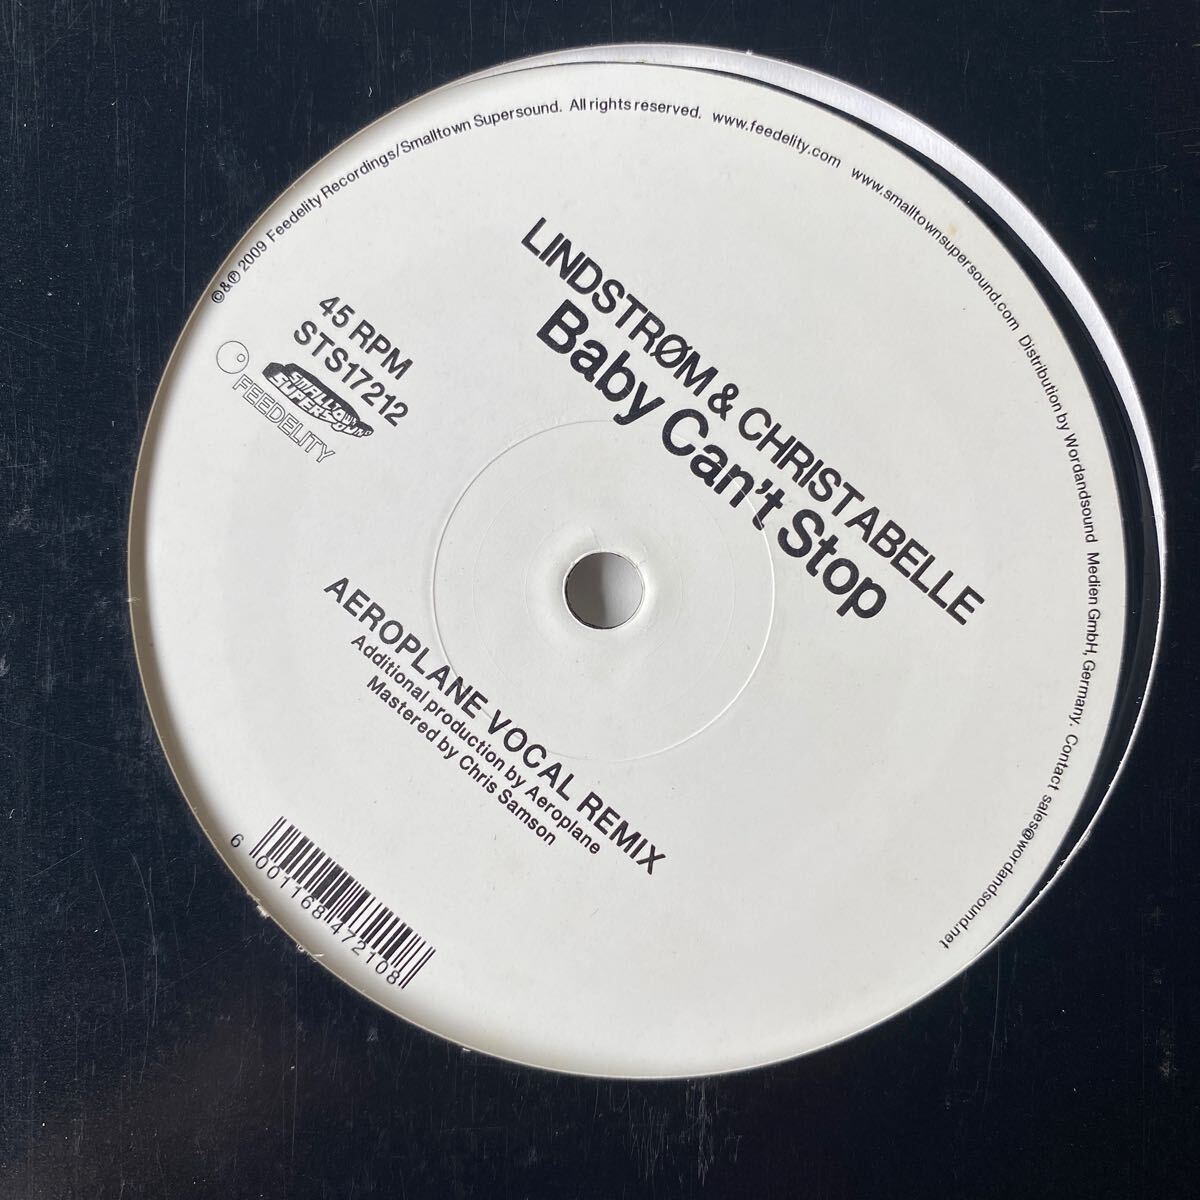 ©&℗ 2009 Feedelity Recordings/Smalltown Supersound. All rights reserved. www.feedelity.com www.smalltownsupersound.com Distribution by Wordandsound Medien GmbH, Germany. Contact sales@wordandsound.net
LINDSTRØM & CHRISTABELLE
Baby Can't Stop
45 RPM
STS17212
SMALLTOWN
SUPERSOUND
FEEDELITY
AEROPLANE VOCAL REMIX
Additional production by Aeroplane
Mastered by Chris Samson
6 001168 472108